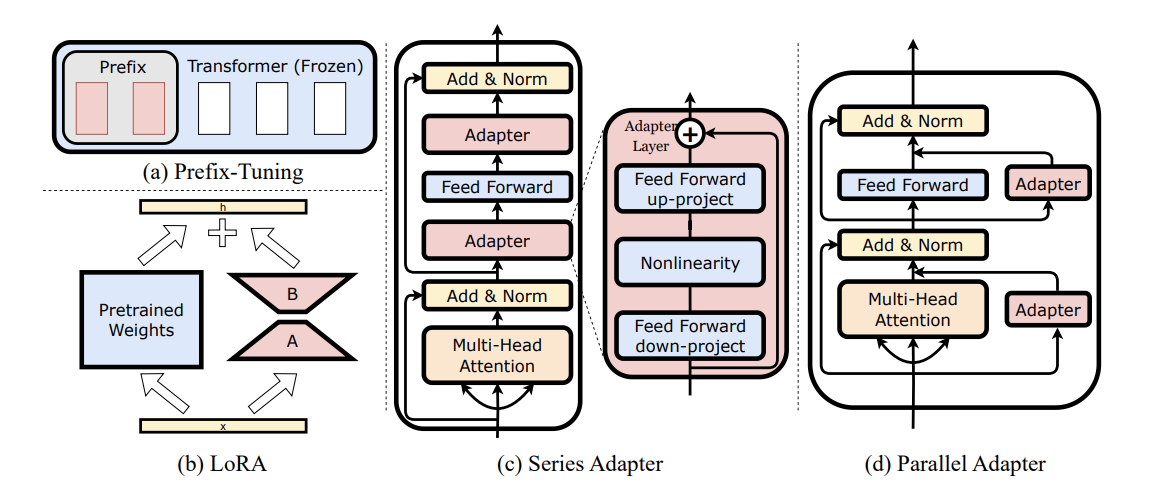 Prefix
Transformer (Frozen)
(a) Prefix-Tuning
h
Pretrained
Weights
B
A
x
(b) LoRA
Add & Norm
Adapter
Feed Forward
Adapter
Add & Norm
Multi-Head
Attention
Adapter
Layer
+
Feed Forward
up-project
Nonlinearity
Feed Forward
down-project
(c) Series Adapter
Add & Norm
Feed Forward
Adapter
Add & Norm
Multi-Head
Attention
Adapter
(d) Parallel Adapter